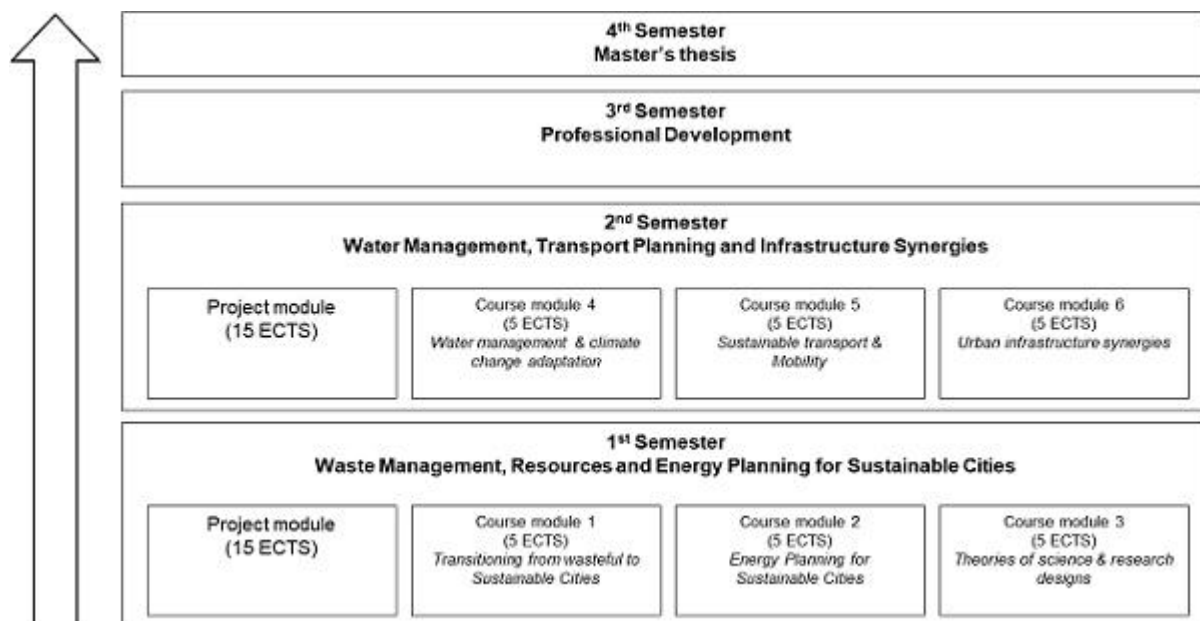 4th Semester
Master's thesis
3rd Semester
Professional Development
2nd Semester
Water Management, Transport Planning and Infrastructure Synergies
Project module
(15 ECTS)
Course module 4
(5 ECTS)
Water management & climate
change adaptation
Course module 5
(5 ECTS)
Sustainable transport &
Mobility
Course module 6
(5 ECTS)
Urban infrastructure synergies
1st Semester
Waste Management, Resources and Energy Planning for Sustainable Cities
Project module
(15 ECTS)
Course module 1
(5 ECTS)
Transitioning from wasteful to
Sustainable Cities
Course module 2
(5 ECTS)
Energy Planning for
Sustainable Cities
Course module 3
(5 ECTS)
Theories of science & research
designs